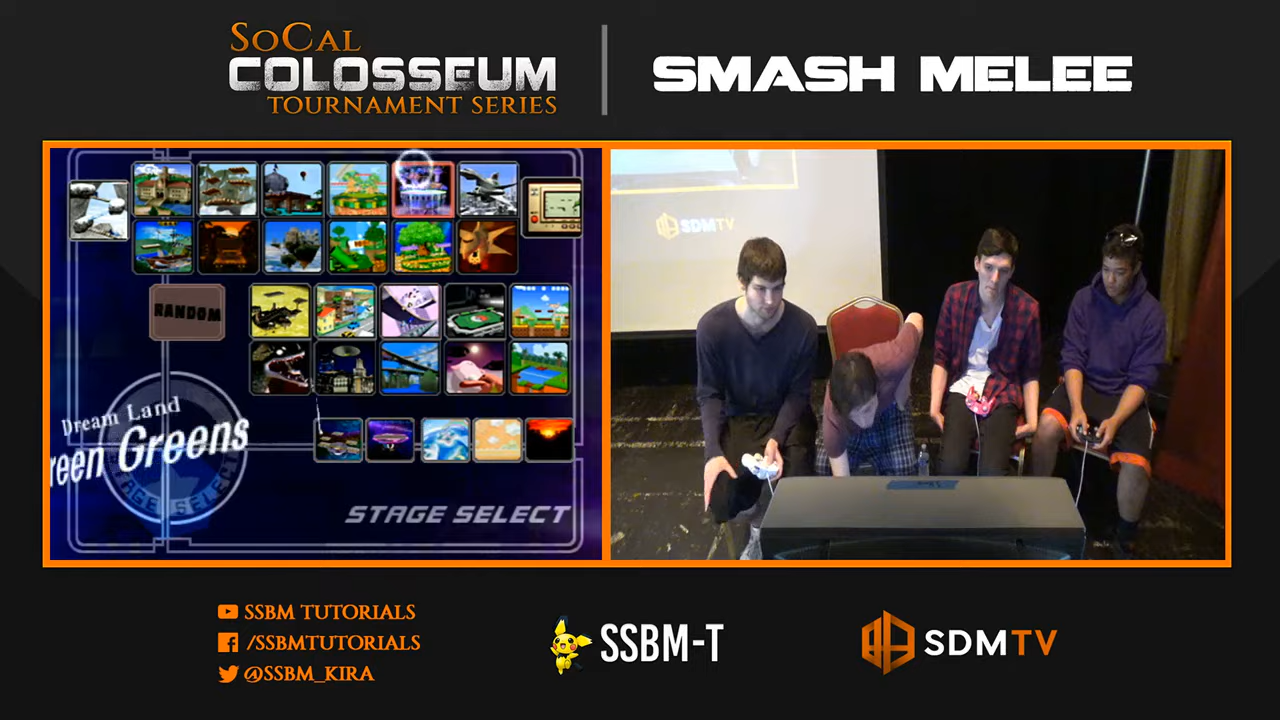 SoCal
COLOSSEUM
TOURNAMENT SERIES
SMASH MELEE
RANDOM
Dream Land
Greens
STAGE SELECT
SDMTV
SSBM TUTORIALS
/SSBMTUTORIALS
@SSBM_KIRA
SSBM-T
SDMTV